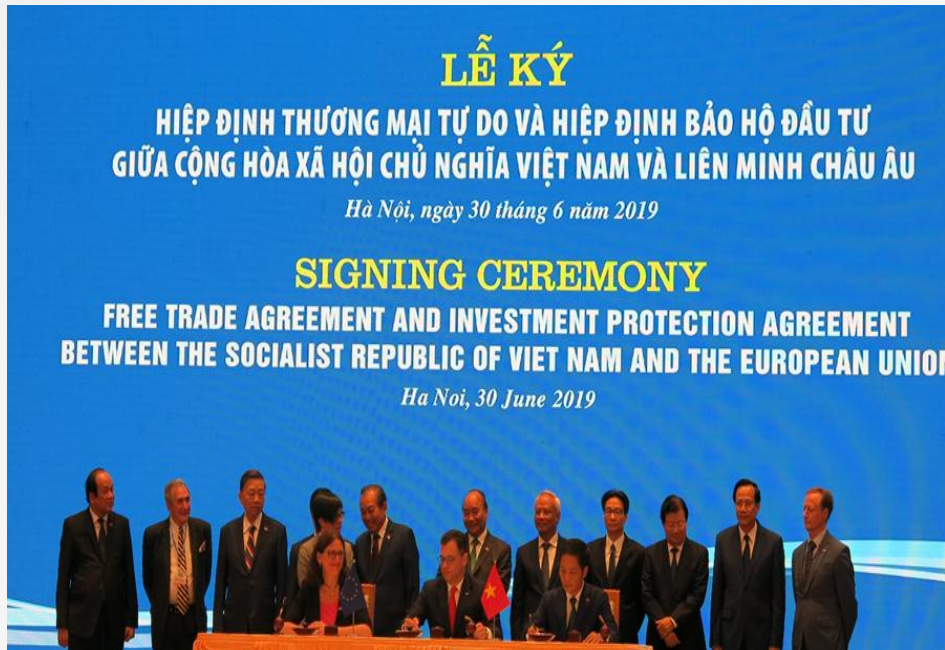 LỄ KÝ
HIỆP ĐỊNH THƯƠNG MẠI TỰ DO VÀ HIỆP ĐỊNH BẢO HỘ ĐẦU TƯ
GIỮA CỘNG HÒA XÃ HỘI CHỦ NGHĨA VIỆT NAM VÀ LIÊN MINH CHÂU ÂU
Hà Nội, ngày 30 tháng 6 năm 2019
SIGNING CEREMONY
FREE TRADE AGREEMENT AND INVESTMENT PROTECTION AGREEMENT
BETWEEN THE SOCIALIST REPUBLIC OF VIET NAM AND THE EUROPEAN UNION
Ha Noi, 30 June 2019